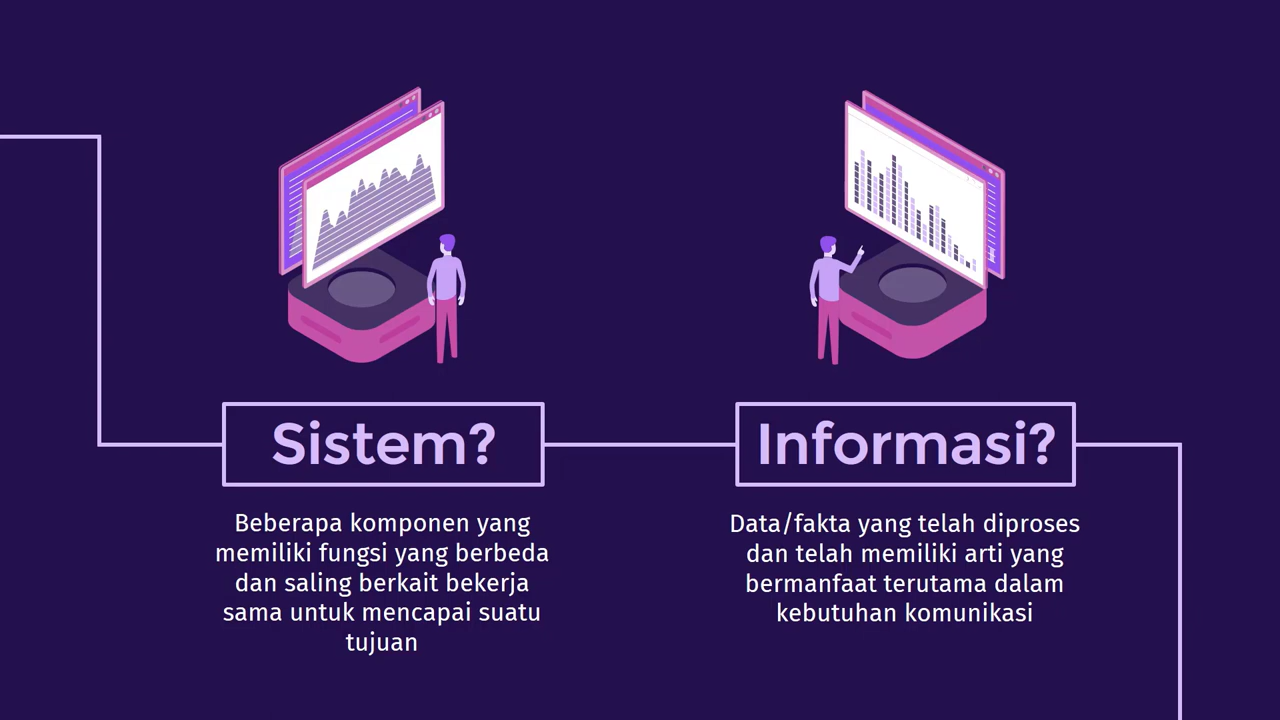 Sistem?
Beberapa komponen yang
memiliki fungsi yang berbeda
dan saling berkait bekerja
sama untuk mencapai suatu
tujuan
Informasi?
Data/fakta yang telah diproses
dan telah memiliki arti yang
bermanfaat terutama dalam
kebutuhan komunikasi